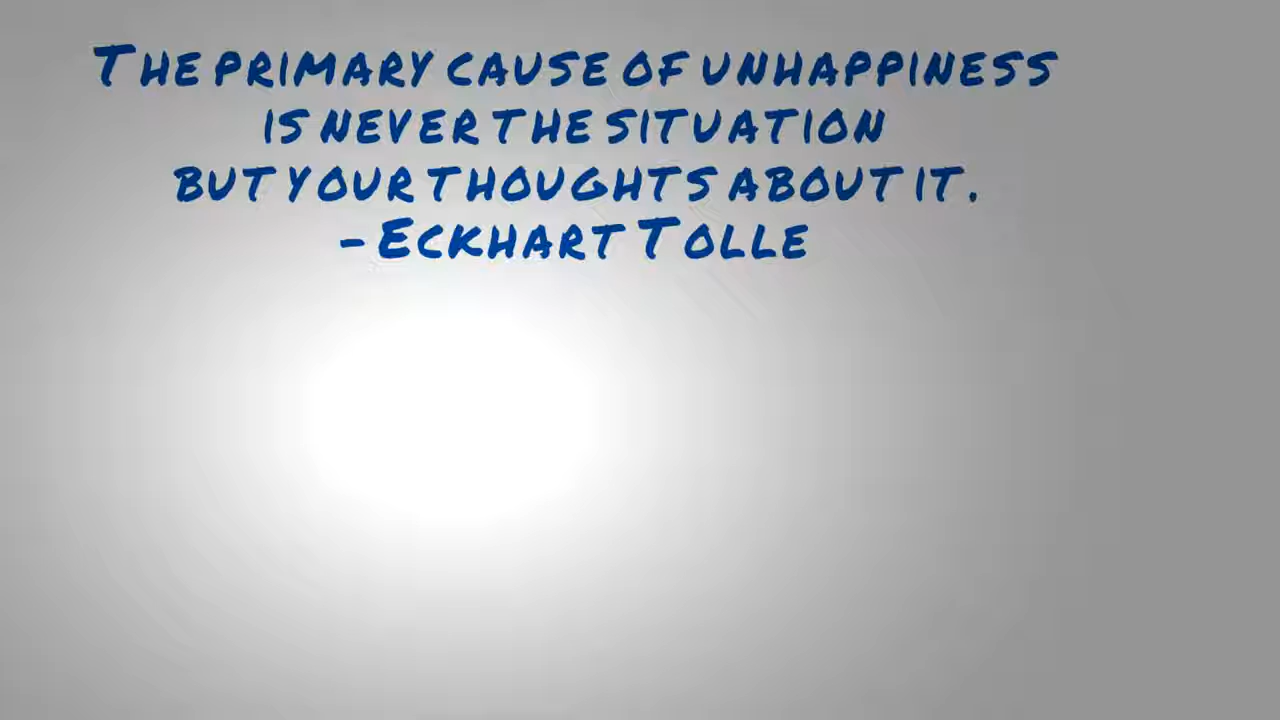 The primary cause of unhappiness
is never the situation
but your thoughts about it.
- Eckhart Tolle